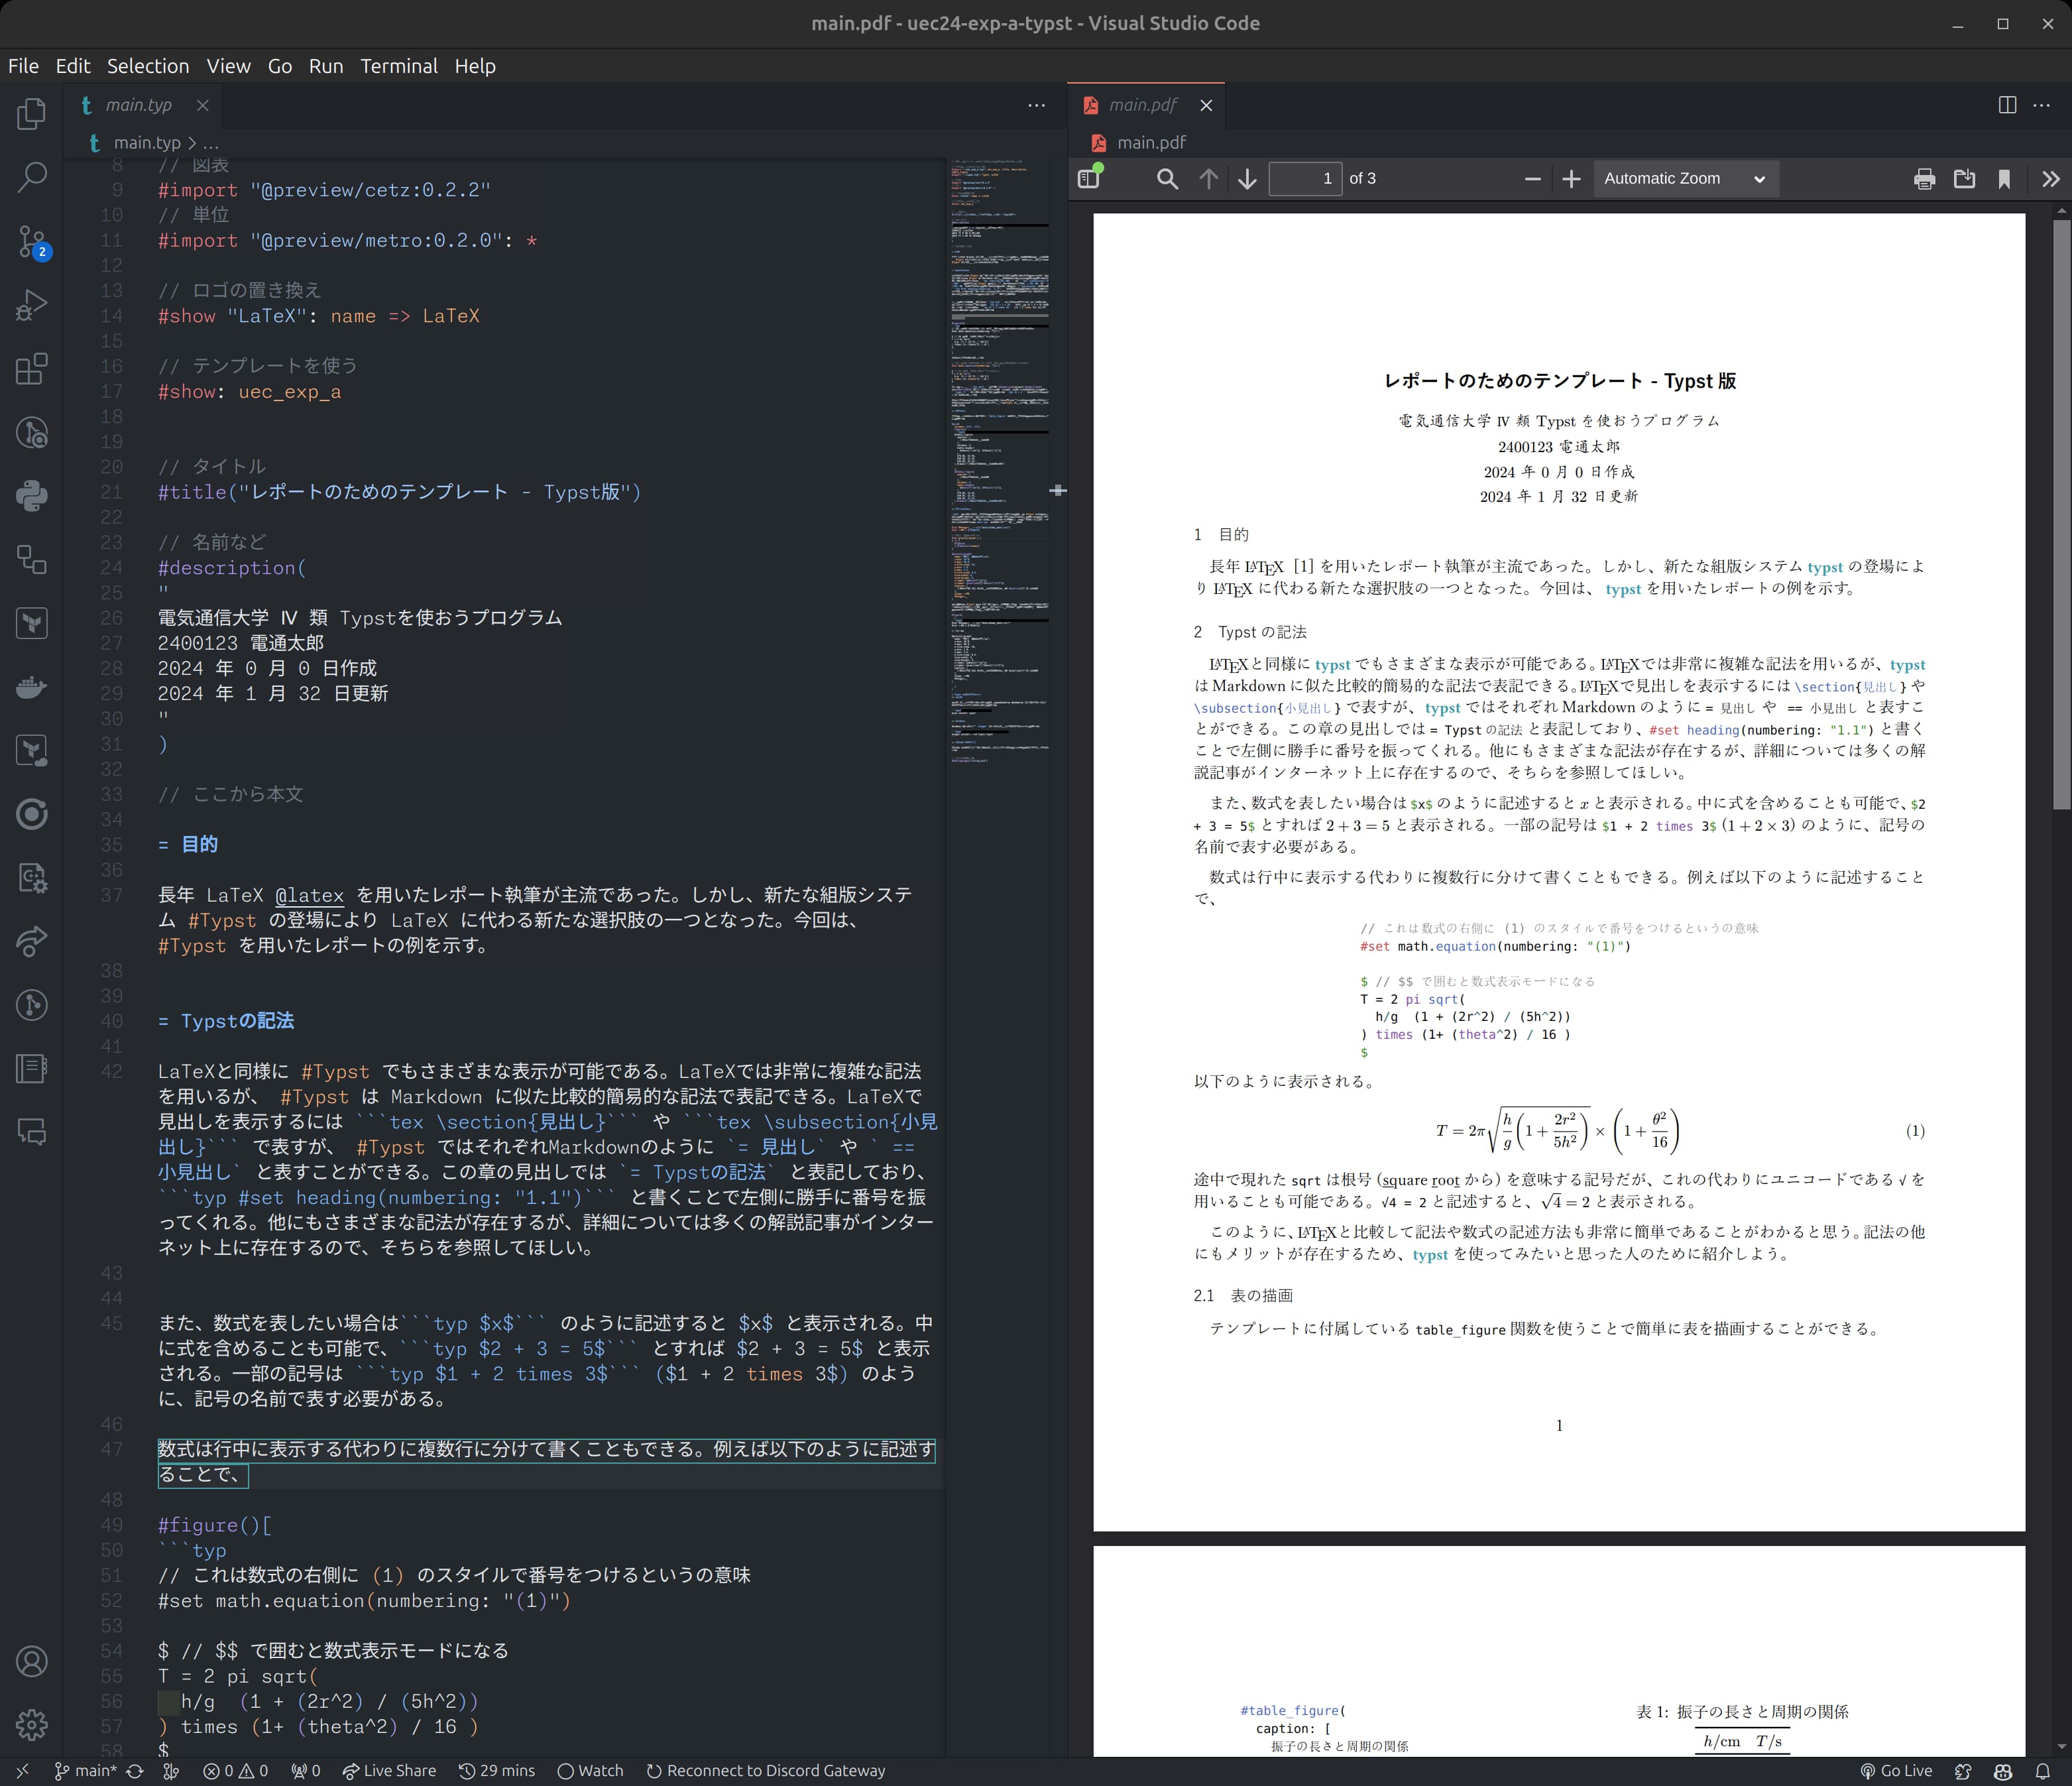 main.pdf - uec24-exp-a-typst - Visual Studio Code
File Edit Selection View Go Run Terminal Help
main.typ
main.typ > ...
8 // 図表
9 #import "@preview/cetz:0.2.2"
10 // 単位
11 #import "@preview/metro:0.2.0": *
12
13 // ロゴの置き換え
14 #show "LaTeX": name => LaTeX
15
16 // テンプレートを使う
17 #show: uec_exp_a
18
19
20 // タイトル
21 #title("レポートのためのテンプレート - Typst版")
22
23 // 名前など
24 #description(
25 "
26 電気通信大学 Ⅳ 類 Typstを使おうプログラム
27 2400123 電通太郎
28 2024 年 0 月 0 日作成
29 2024 年 1 月 32 日更新
30 "
31 )
32
33 // ここから本文
34
35 = 目的
36
37 長年 LaTeX @latex を用いたレポート執筆が主流であった。しかし、新たな組版システ
ム #Typst の登場により LaTeX に代わる新たな選択肢の一つとなった。今回は、
#Typst を用いたレポートの例を示す。
38
39
40 = Typstの記法
41
42 LaTeXと同様に #Typst でもさまざまな表示が可能である。LaTeXでは非常に複雑な記法
を用いるが、 #Typst は Markdown に似た比較的簡易的な記法で表記できる。LaTeXで
見出しを表示するには ```tex \section{見出し}``` や ```tex \subsection{小見
出し}``` で表すが、 #Typst ではそれぞれMarkdownのように `= 見出し` や ` ==
小見出し` と表すことができる。この章の見出しでは `= Typstの記法` と表記しており、
```typ #set heading(numbering: "1.1")``` と書くことで左側に勝手に番号を振
ってくれる。他にもさまざまな記法が存在するが、詳細については多くの解説記事がインター
ネット上に存在するので、そちらを参照してほしい。
43
44
45 また、数式を表したい場合は```typ $x$``` のように記述すると $x$ と表示される。中
に式を含めることも可能で、```typ $2 + 3 = 5$``` とすれば $2 + 3 = 5$ と表示
される。一部の記号は ```typ $1 + 2 times 3$``` ($1 + 2 times 3$) のよう
に、記号の名前で表す必要がある。
46
47 数式は行中に表示する代わりに複数行に分けて書くこともできる。例えば以下のように記述す
ることで、
48
49 #figure()[
50 ```typ
51 // これは数式の右側に (1) のスタイルで番号をつけるというの意味
52 #set math.equation(numbering: "(1)")
53
54 $ // $$ で囲むと数式表示モードになる
55 T = 2 pi sqrt(
56 h/g (1 + (2r^2) / (5h^2))
57 ) times (1+ (theta^2) / 16 )
58 $
main.pdf
main.pdf
1 of 3 Automatic Zoom
レポートのためのテンプレート - Typst 版
電気通信大学 Ⅳ 類 Typst を使おうプログラム
2400123 電通太郎
2024 年 0 月 0 日作成
2024 年 1 月 32 日更新
1 目的
長年 LATEX [1] を用いたレポート執筆が主流であった。しかし、新たな組版システム typst の登場によ
り LATEX に代わる新たな選択肢の一つとなった。今回は、 typst を用いたレポートの例を示す。
2 Typst の記法
LATEXと同様に typst でもさまざまな表示が可能である。LATEXでは非常に複雑な記法を用いるが、typst
は Markdown に似た比較的簡易的な記法で表記できる。LATEXで見出しを表示するには \section{見出し} や
\subsection{小見出し} で表すが、typst ではそれぞれ Markdown のように = 見出し や == 小見出し と表すこ
とができる。この章の見出しでは = Typst の記法 と表記しており、#set heading(numbering: "1.1") と書く
ことで左側に勝手に番号を振ってくれる。他にもさまざまな記法が存在するが、詳細については多くの解
説記事がインターネット上に存在するので、そちらを参照してほしい。
また、数式を表したい場合は $x$ のように記述すると x と表示される。中に式を含めることも可能で、$2
+ 3 = 5$ とすれば 2 + 3 = 5 と表示される。一部の記号は $1 + 2 times 3$ (1 + 2 × 3) のように、記号の
名前で表す必要がある。
数式は行中に表示する代わりに複数行に分けて書くこともできる。例えば以下のように記述すること
で、
// これは数式の右側に (1) のスタイルで番号をつけるというの意味
#set math.equation(numbering: "(1)")
$ // $$ で囲むと数式表示モードになる
T = 2 pi sqrt(
h/g (1 + (2r^2) / (5h^2))
) times (1+ (theta^2) / 16 )
$
以下のように表示される。
T = 2π√(h/g (1 + 2r²/5h²)) × (1 + θ²/16) (1)
途中で現れた sqrt は根号 (square root から) を意味する記号だが、これの代わりにユニコードである √ を
用いることも可能である。√4 = 2 と記述すると、√4 = 2 と表示される。
このように、LATEXと比較して記法や数式の記述方法も非常に簡単であることがわかると思う。記法の他
にもメリットが存在するため、typst を使ってみたいと思った人のために紹介しよう。
2.1 表の描画
テンプレートに付属している table_figure 関数を使うことで簡単に表を描画することができる。
1
#table_figure(
caption: [
振子の長さと周期の関係
表 1: 振子の長さと周期の関係
h/cm T/s
2
main* 0 0 0 Live Share 29 mins Watch Reconnect to Discord Gateway Go Live